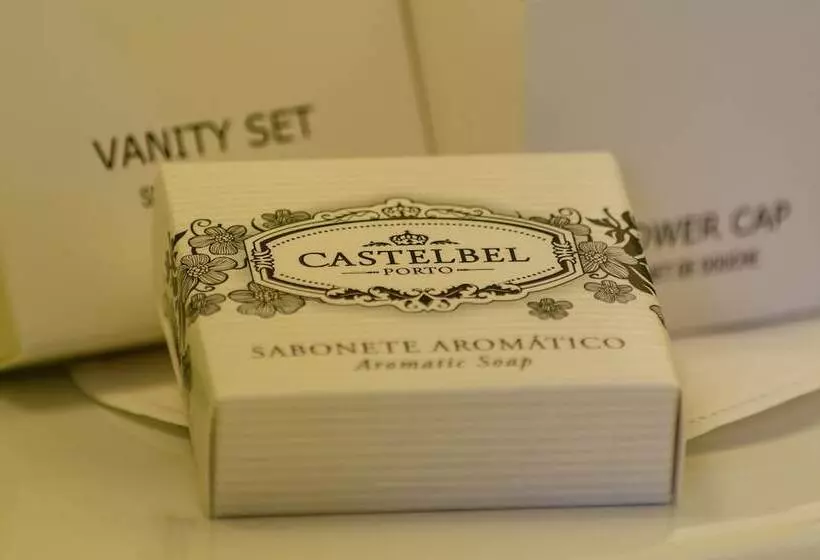 VANITY SET
CASTELBEL
PORTO
SABONETE AROMÁTICO
Aromatic Soap
OWER CAP